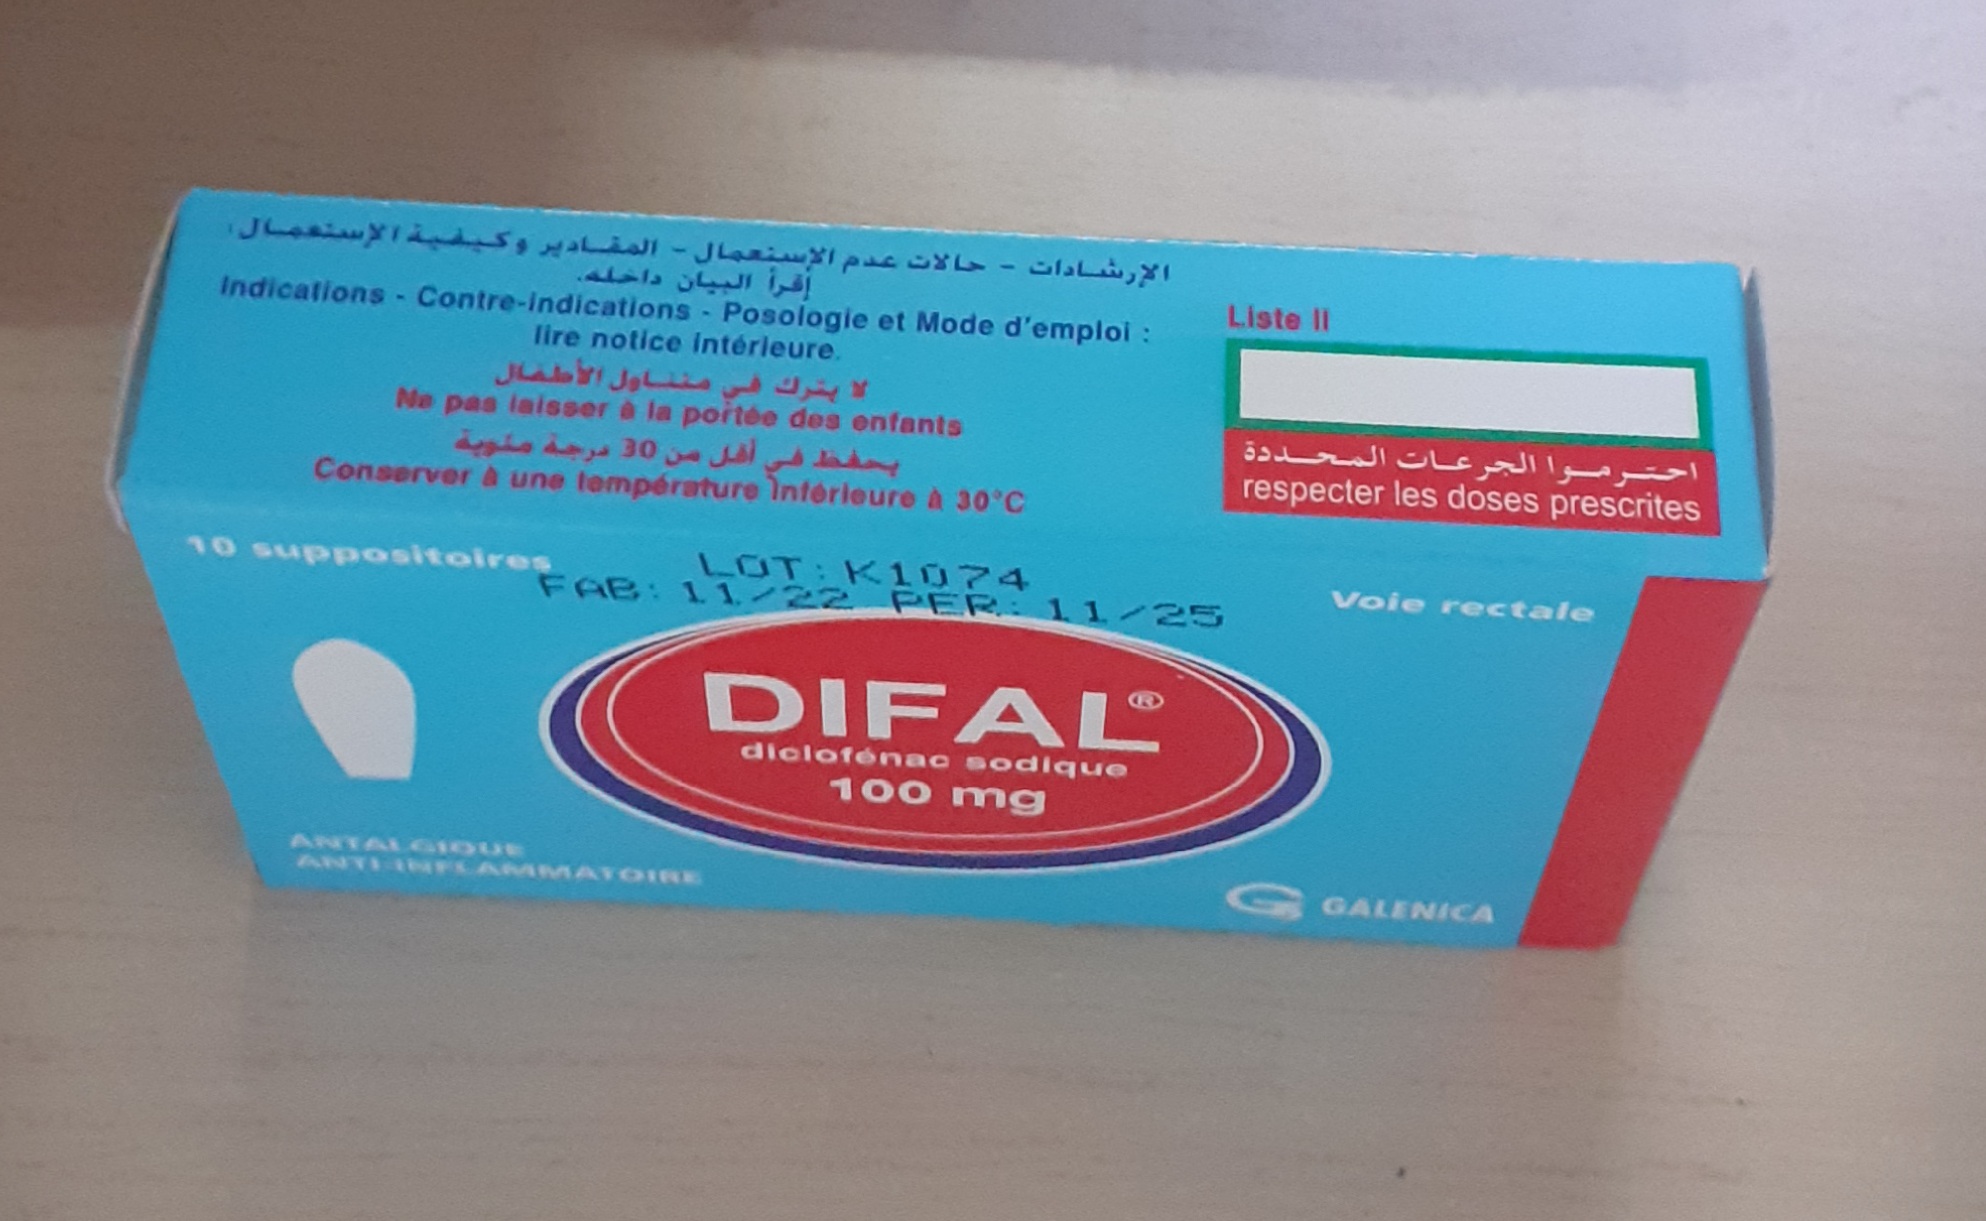 الإرشادات - حالات عدم الإستعمال - المقادير وكيفية الإستعمال:
إقرأ البيان داخله.
Indications - Contre-indications - Posologie et Mode d'emploi :
lire notice intérieure.
لا يترك في متناول الأطفال
Ne pas laisser à la portée des enfants
يحفظ في أقل من 30 درجة مئوية
Conserver à une température inférieure à 30°C
Liste II
احترموا الجرعات المحددة
respecter les doses prescrites
10 suppositoires
LOT: K1074
FAB: 11/22 PER: 11/25
Voie rectale
DIFAL®
diclofénac sodique
100 mg
ANTALGIQUE
ANTI-INFLAMMATOIRE
GALENICA